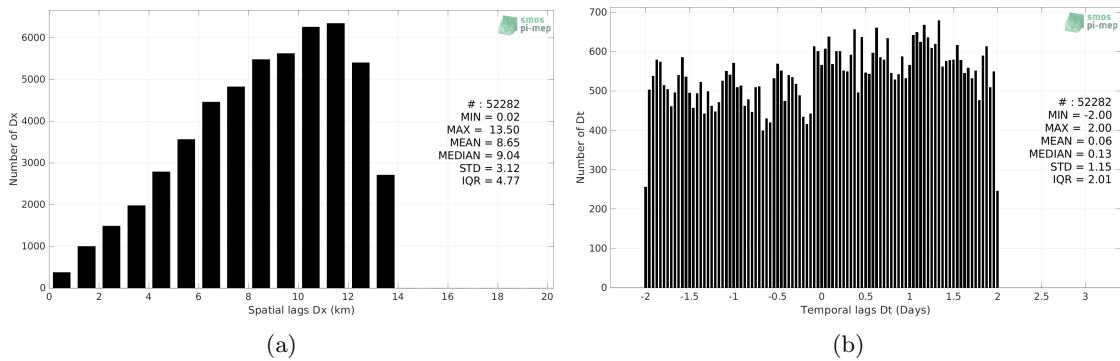 smos
pi-mep
6000
5000
4000
3000
2000
1000
0
Number of Dx
# : 52282
MIN = 0.02
MAX = 13.50
MEAN = 8.65
MEDIAN = 9.04
STD = 3.12
IQR = 4.77
0 2 4 6 8 10 12 14 16 18 20
Spatial lags Dx (km)
(a)
smos
pi-mep
700
600
500
400
300
200
100
0
Number of Dt
# : 52282
MIN = -2.00
MAX = 2.00
MEAN = 0.06
MEDIAN = 0.13
STD = 1.15
IQR = 2.01
-2 -1.5 -1 -0.5 0 0.5 1 1.5 2 2.5 3
Temporal lags Dt (Days)
(b)